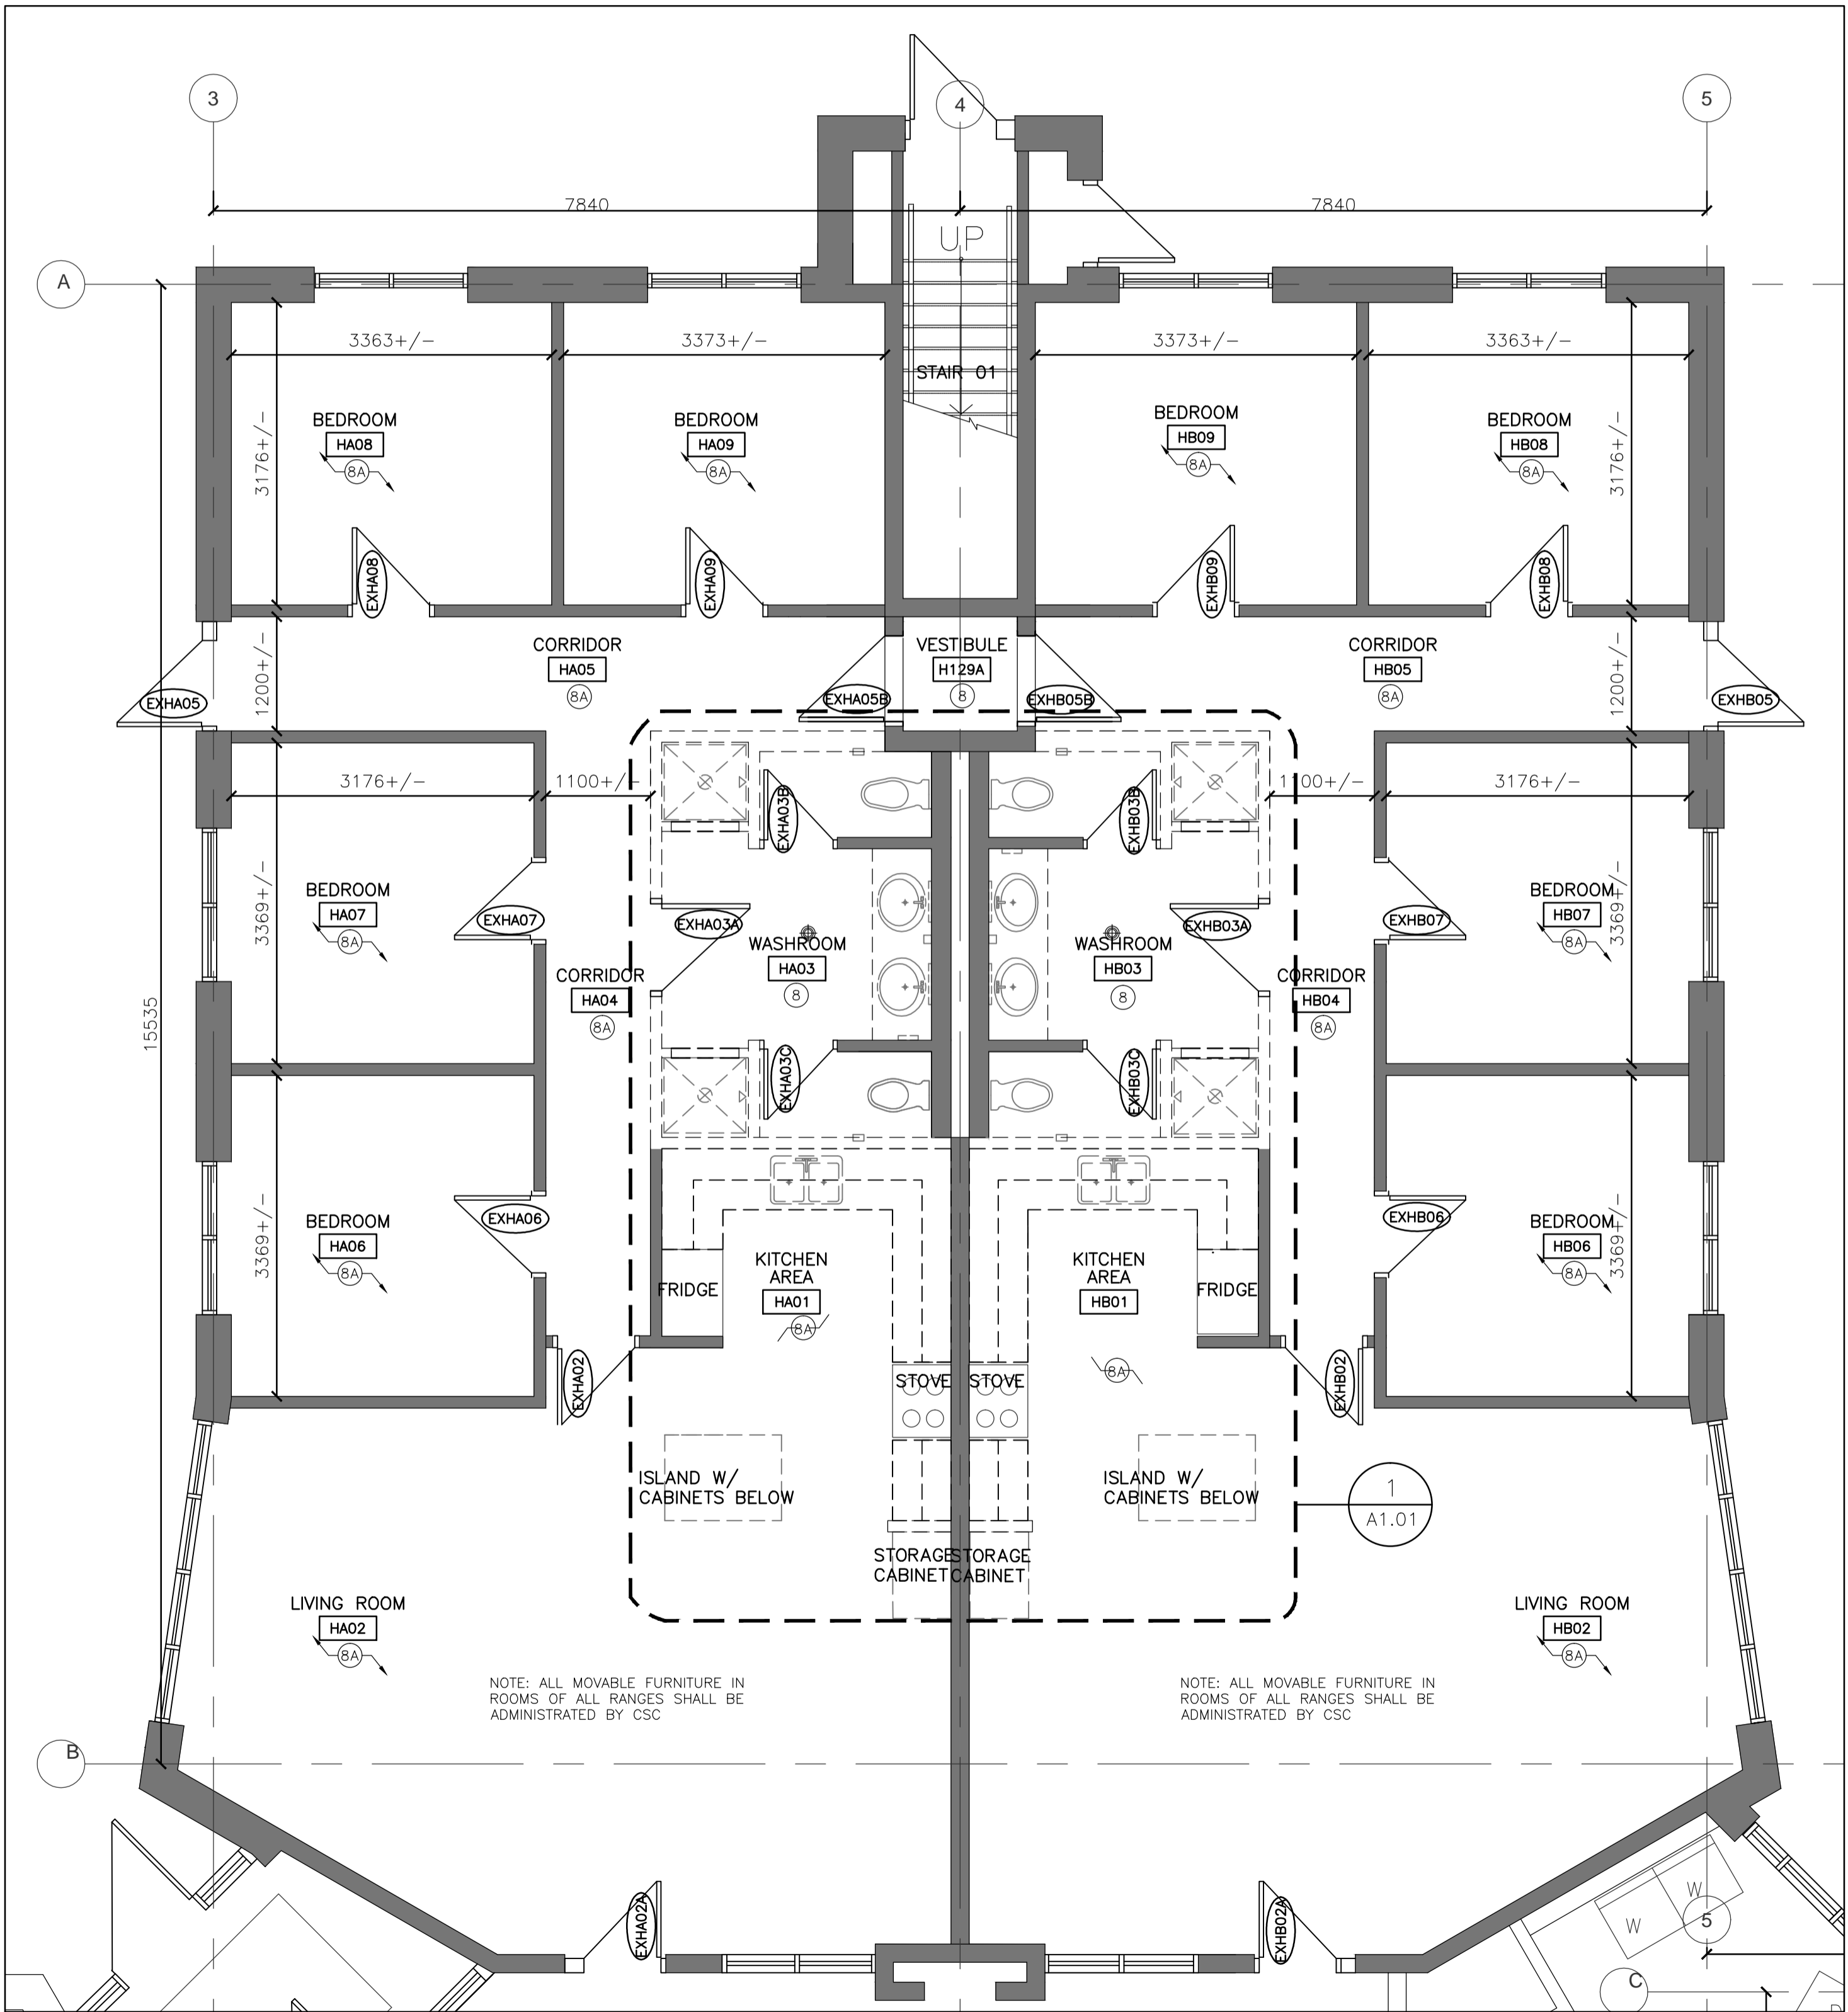 3
4
5
7840
7840
A
UP
3363+/-
3373+/-
3373+/-
3363+/-
STAIR 01
BEDROOM
HA08
8A
BEDROOM
HA09
8A
BEDROOM
HB09
8A
BEDROOM
HB08
8A
3176+/-
3176+/-
EXHA08
EXHA09
EXHB09
EXHB08
CORRIDOR
HA05
8A
VESTIBULE
H129A
8
CORRIDOR
HB05
8A
1200+/-
1200+/-
EXHA05
EXHA05B
EXHB05B
EXHB05
3176+/-
1100+/-
1100+/-
3176+/-
EXHA03B
EXHB03B
BEDROOM
HA07
8A
3369+/-
EXHA07
EXHA03A
WASHROOM
HA03
8
WASHROOM
HB03
8
EXHB03A
EXHB07
BEDROOM
HB07
8A
3369+/-
CORRIDOR
HA04
8A
CORRIDOR
HB04
8A
15535
EXHA03C
EXHB03C
BEDROOM
HA06
8A
3369+/-
EXHA06
EXHB06
BEDROOM
HB06
8A
3369+/-
KITCHEN
AREA
HA01
8A
KITCHEN
AREA
HB01
8A
FRIDGE
FRIDGE
EXHA02
EXHB02
STOVE
STOVE
ISLAND W/
CABINETS BELOW
ISLAND W/
CABINETS BELOW
1
A1.01
STORAGE
CABINET
STORAGE
CABINET
LIVING ROOM
HA02
8A
LIVING ROOM
HB02
8A
NOTE: ALL MOVABLE FURNITURE IN
ROOMS OF ALL RANGES SHALL BE
ADMINISTRATED BY CSC
NOTE: ALL MOVABLE FURNITURE IN
ROOMS OF ALL RANGES SHALL BE
ADMINISTRATED BY CSC
B
EXHA02A
EXHB02A
W
W
5
C